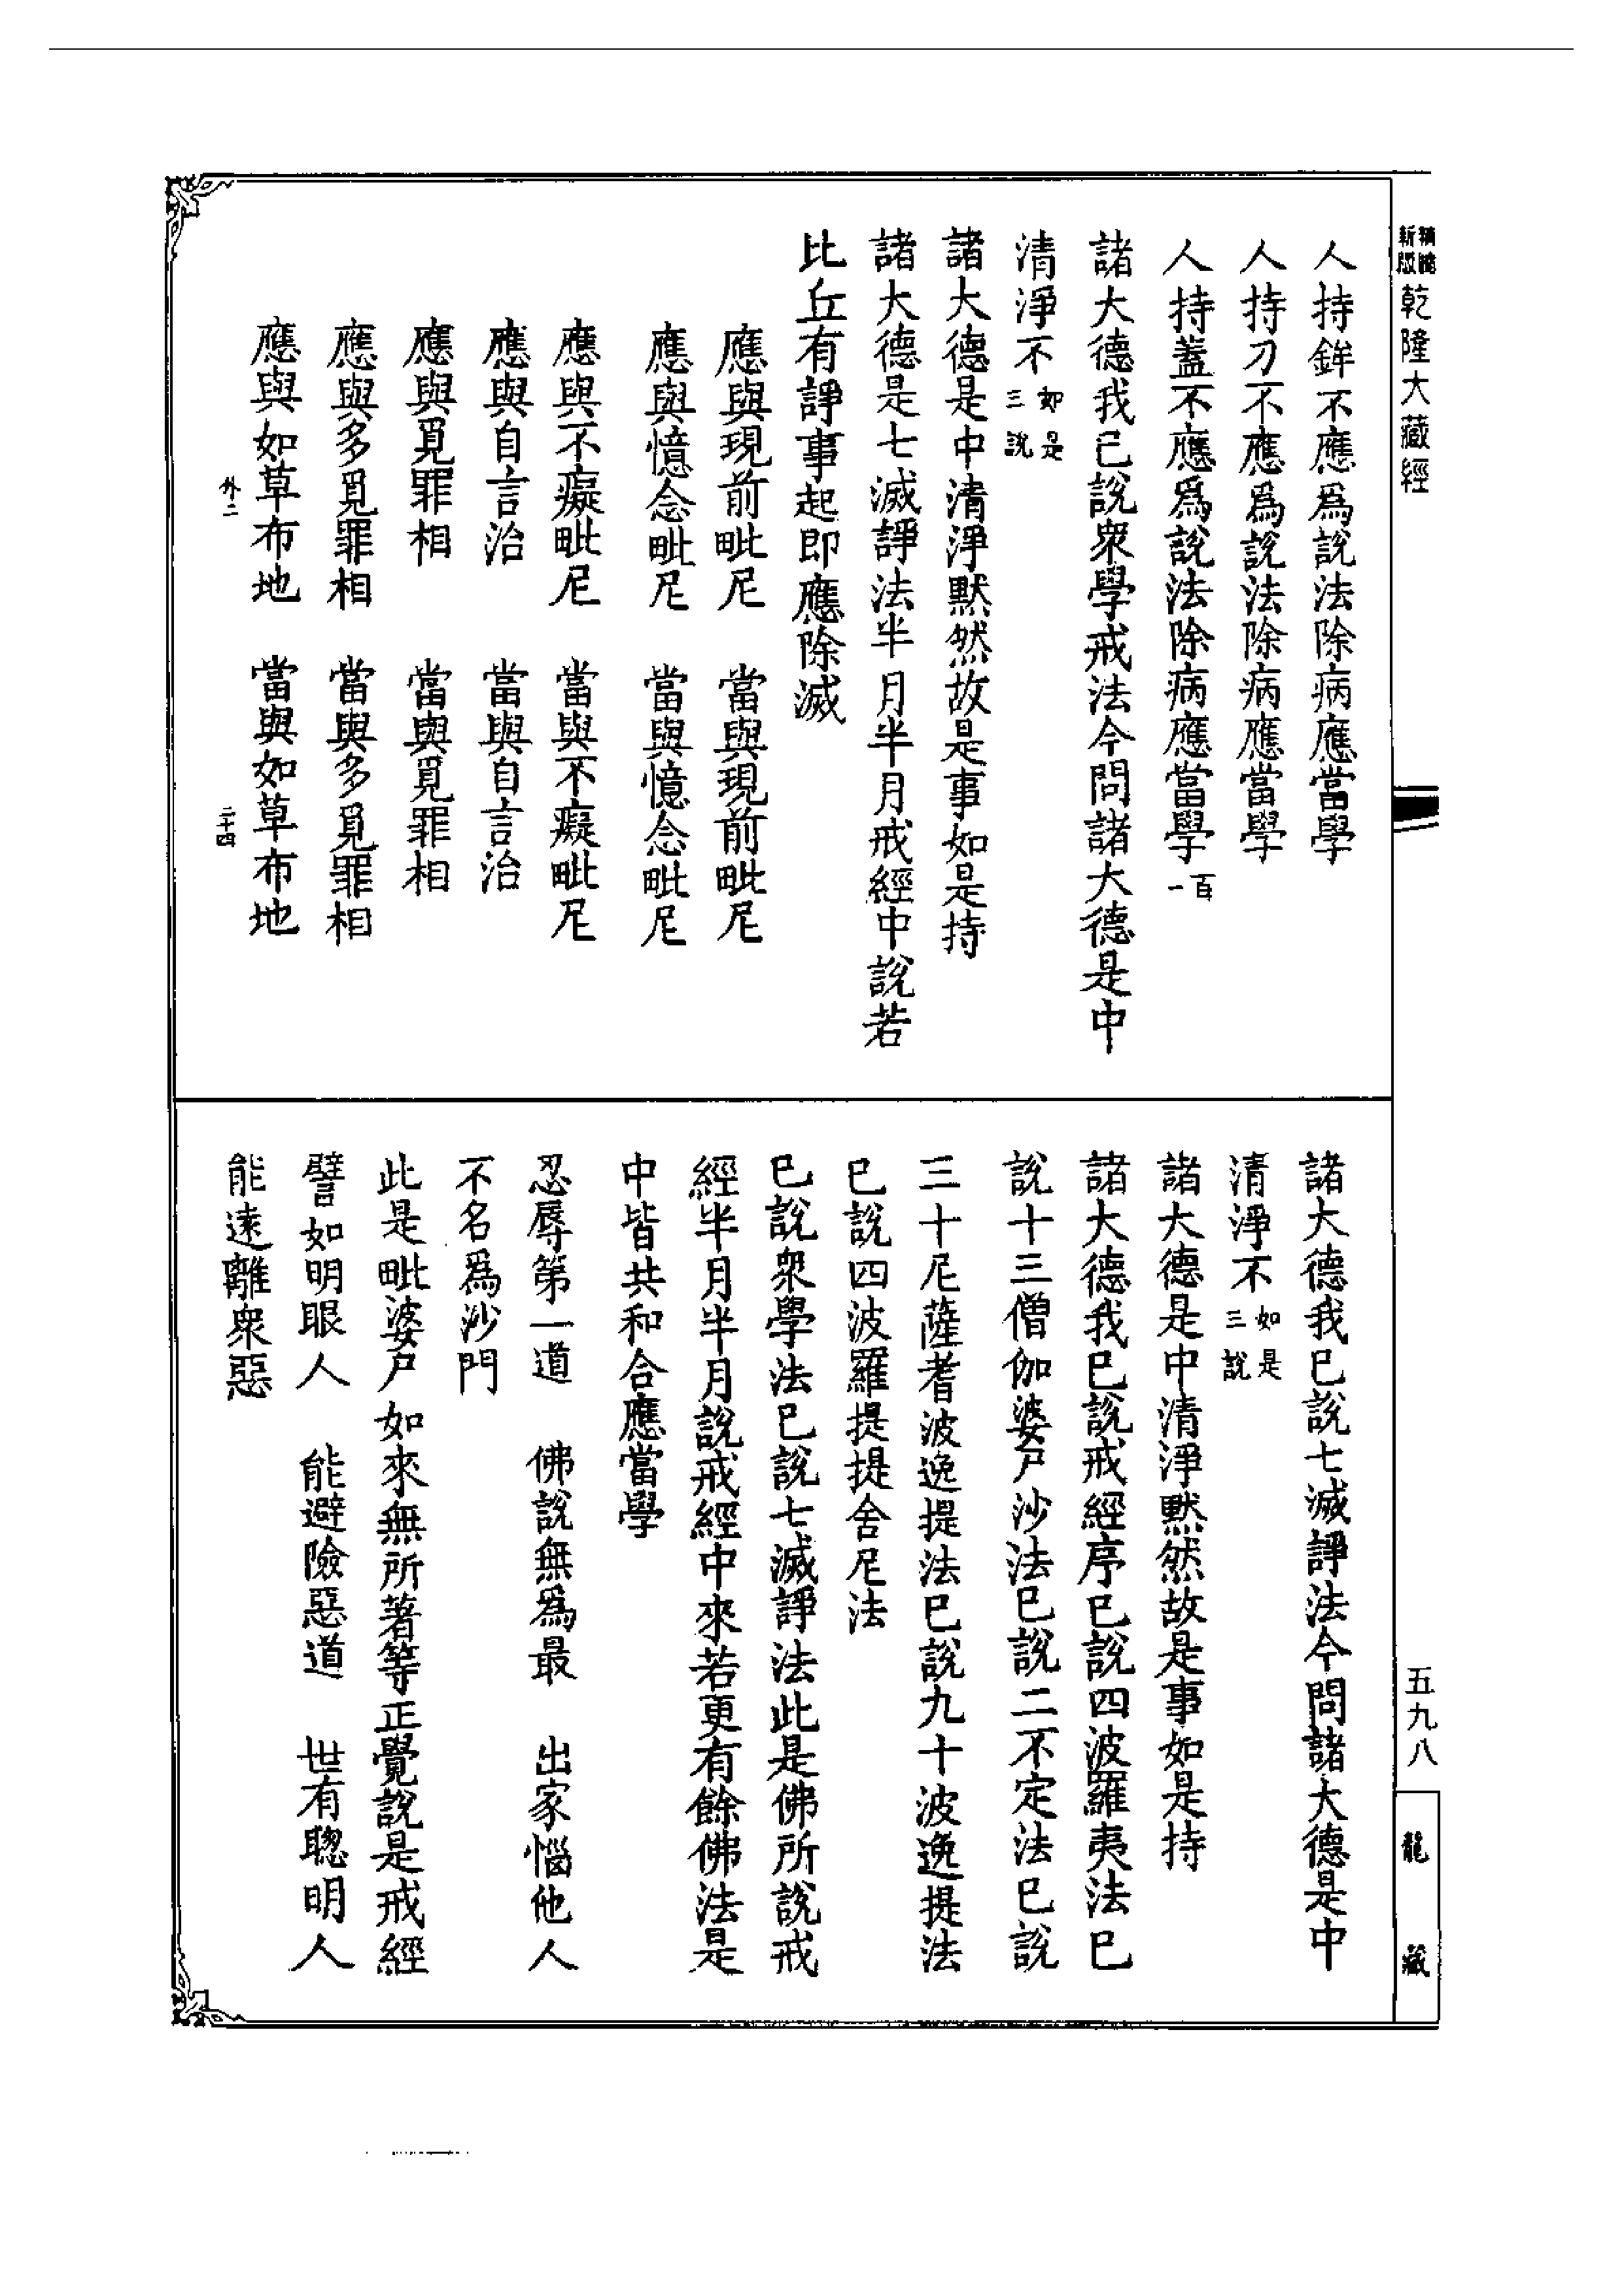 精雕新版 乾隆大藏經
人持鉾不應爲說法除病應當學
人持刀不應爲說法除病應當學
人持蓋不應爲說法除病應當學一百
諸大德我已說衆學戒法今問諸大德是中
清淨不如是三說
諸大德是中清淨默然故是事如是持
諸大德是七滅諍法半月半月戒經中說若
比丘有諍事起即應除滅
應與現前毗尼 當與現前毗尼
應與憶念毗尼 當與憶念毗尼
應與不癡毗尼 當與不癡毗尼
應與自言治 當與自言治
應與覓罪相 當與覓罪相
應與多覓罪相 當與多覓罪相
應與如草布地 當與如草布地
外二 二十四
諸大德我已說七滅諍法今問諸大德是中
清淨不如是三說
諸大德是中清淨默然故是事如是持
諸大德我已說戒經序已說四波羅夷法已
說十三僧伽婆尸沙法已說二不定法已說
三十尼薩耆波逸提法已說九十波逸提法
已說四波羅提提舍尼法
已說衆學法已說七滅諍法此是佛所說戒
經半月半月說戒經中來若更有餘佛法是
中皆共和合應當學
忍辱第一道 佛說無爲最 出家惱他人
不名爲沙門
此是毗婆尸如來無所著等正覺說是戒經
譬如明眼人 能避險惡道 世有聰明人
能遠離衆惡
五九八
龍藏